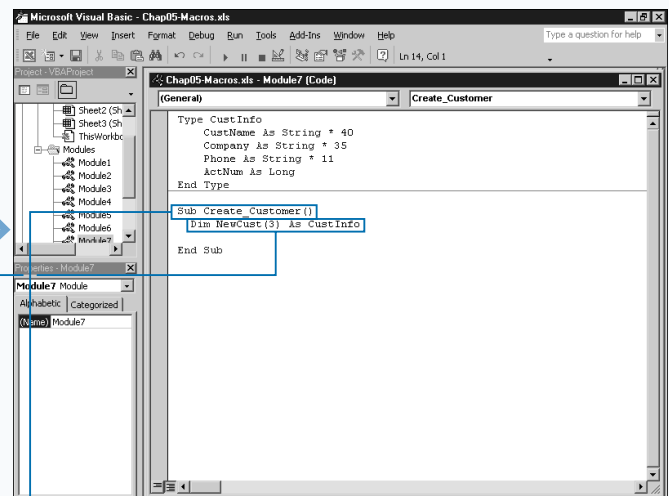 Microsoft Visual Basic - Chap05-Macros.xls
File Edit View Insert Format Debug Run Tools Add-Ins Window Help
Type a question for help
Ln 14, Col 1
Project - VBAProject
Sheet2 (Sh
Sheet3 (Sh
ThisWorkbo
Modules
Module1
Module2
Module3
Module4
Module5
Module6
Module7
Properties - Module7
Module7 Module
Alphabetic Categorized
(Name) Module7
Chap05-Macros.xls - Module7 (Code)
(General) Create_Customer
Type CustInfo
CustName As String * 40
Company As String * 35
Phone As String * 11
ActNum As Long
End Type
Sub Create_Customer()
Dim NewCust(3) As CustInfo
End Sub